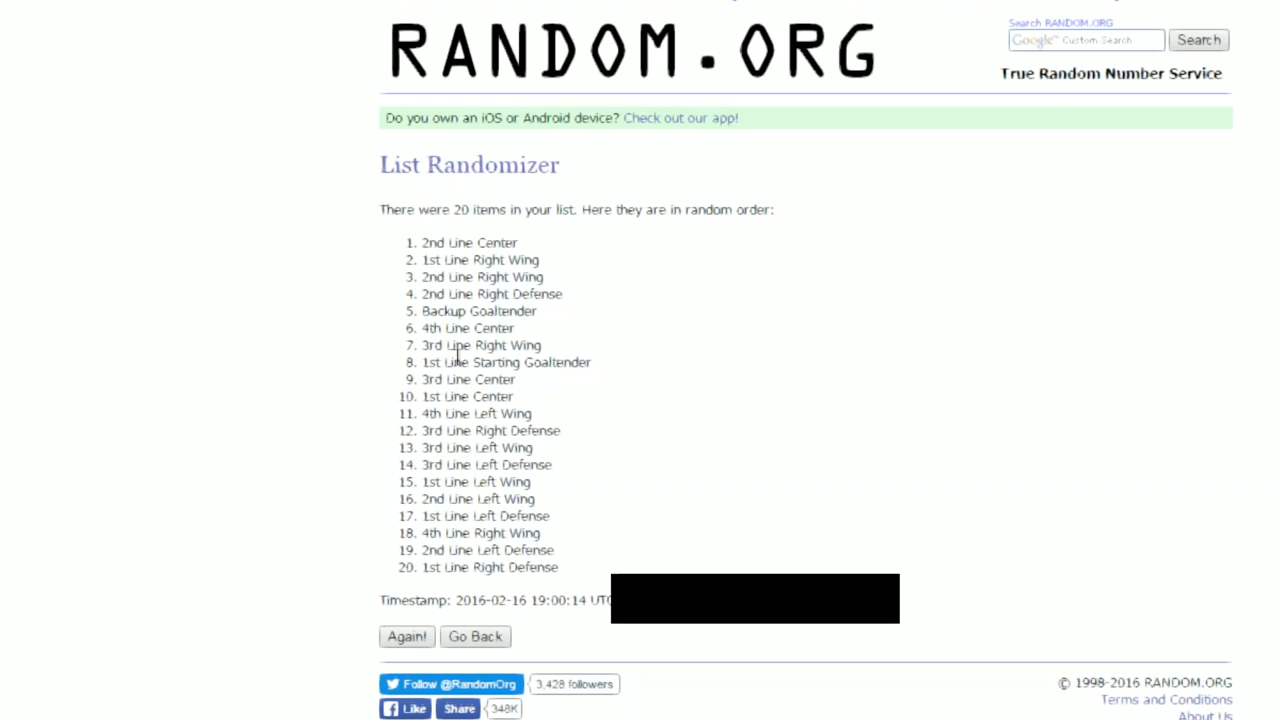 RANDOM.ORG
Search RANDOM.ORG
Google™ Custom Search
Search
True Random Number Service
Do you own an iOS or Android device? Check out our app!
List Randomizer
There were 20 items in your list. Here they are in random order:
1. 2nd Line Center
2. 1st Line Right Wing
3. 2nd Line Right Wing
4. 2nd Line Right Defense
5. Backup Goaltender
6. 4th Line Center
7. 3rd Line Right Wing
8. 1st Line Starting Goaltender
9. 3rd Line Center
10. 1st Line Center
11. 4th Line Left Wing
12. 3rd Line Right Defense
13. 3rd Line Left Wing
14. 3rd Line Left Defense
15. 1st Line Left Wing
16. 2nd Line Left Wing
17. 1st Line Left Defense
18. 4th Line Right Wing
19. 2nd Line Left Defense
20. 1st Line Right Defense
Timestamp: 2016-02-16 19:00:14 UTC
Again!
Go Back
Follow @RandomOrg
3,428 followers
Like
Share
348K
© 1998-2016 RANDOM.ORG
Terms and Conditions
About Us